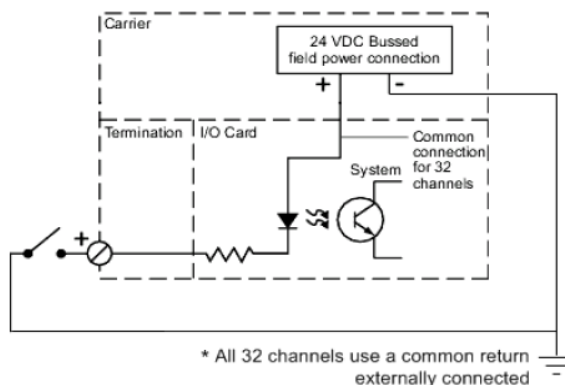 Carrier
24 VDC Bussed
field power connection
+
-
Termination
I/O Card
Common
connection
for 32
channels
System
+
* All 32 channels use a common return
externally connected